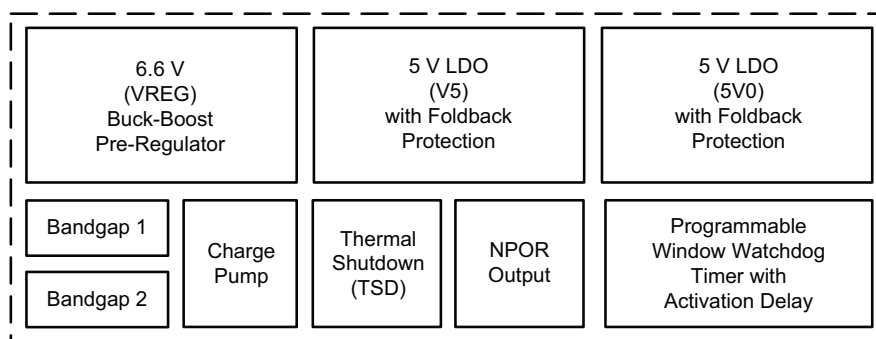 6.6 V
(VREG)
Buck-Boost
Pre-Regulator
5 V LDO
(V5)
with Foldback
Protection
5 V LDO
(5V0)
with Foldback
Protection
Bandgap 1
Bandgap 2
Charge
Pump
Thermal
Shutdown
(TSD)
NPOR
Output
Programmable
Window Watchdog
Timer with
Activation Delay